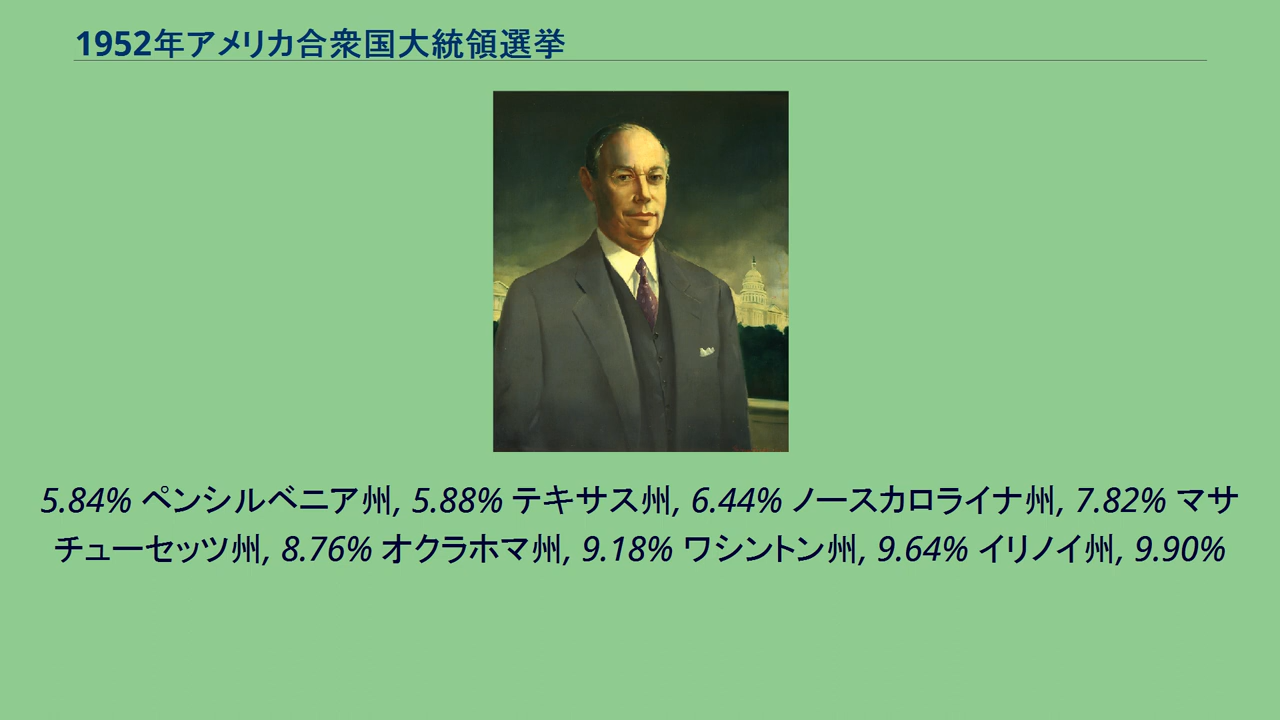 1952年アメリカ合衆国大統領選挙
5.84% ペンシルベニア州, 5.88% テキサス州, 6.44% ノースカロライナ州, 7.82% マサ
チューセッツ州, 8.76% オクラホマ州, 9.18% ワシントン州, 9.64% イリノイ州, 9.90%